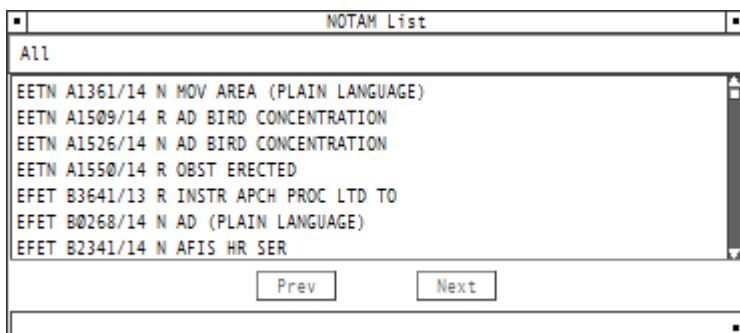 NOTAM List
All
EETN A1361/14 N MOV AREA (PLAIN LANGUAGE)
EETN A1509/14 R AD BIRD CONCENTRATION
EETN A1526/14 N AD BIRD CONCENTRATION
EETN A1550/14 R OBST ERECTED
EFET B3641/13 R INSTR APCH PROC LTD TO
EFET B0268/14 N AD (PLAIN LANGUAGE)
EFET B2341/14 N AFIS HR SER
Prev Next